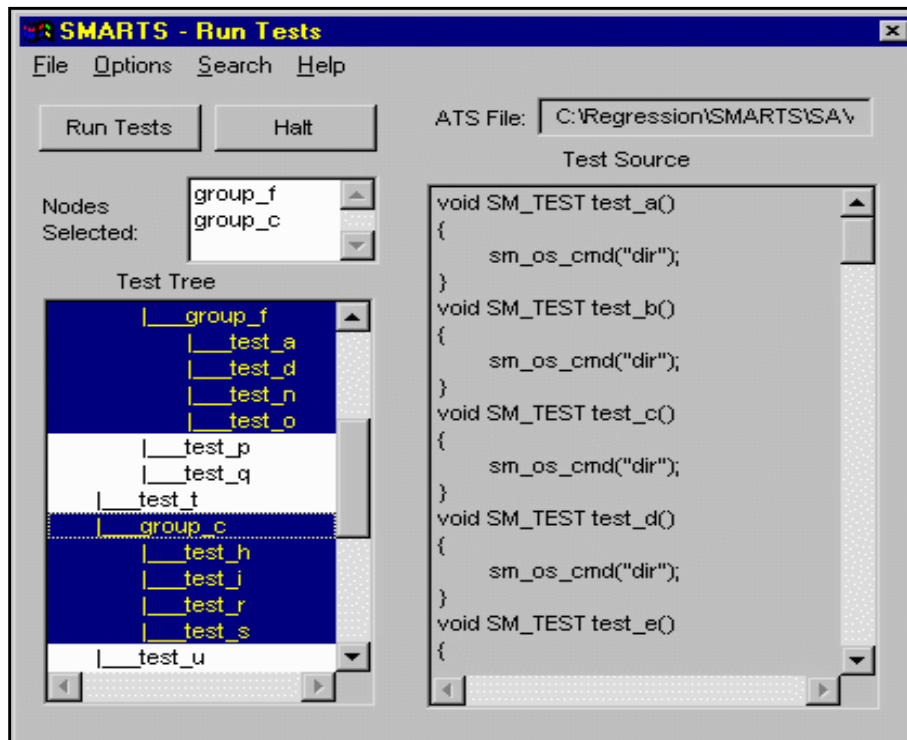 SMARTS - Run Tests
File Options Search Help
Run Tests Halt
ATS File: C:\Regression\SMARTS\SA\
Nodes Selected:
group_f
group_c
Test Tree
|___group_f
|___test_a
|___test_d
|___test_n
|___test_o
|___test_p
|___test_q
|___test_t
|___group_c
|___test_h
|___test_i
|___test_r
|___test_s
|___test_u
Test Source
void SM_TEST test_a()
{
sm_os_cmd("dir");
}
void SM_TEST test_b()
{
sm_os_cmd("dir");
}
void SM_TEST test_c()
{
sm_os_cmd("dir");
}
void SM_TEST test_d()
{
sm_os_cmd("dir");
}
void SM_TEST test_e()
{